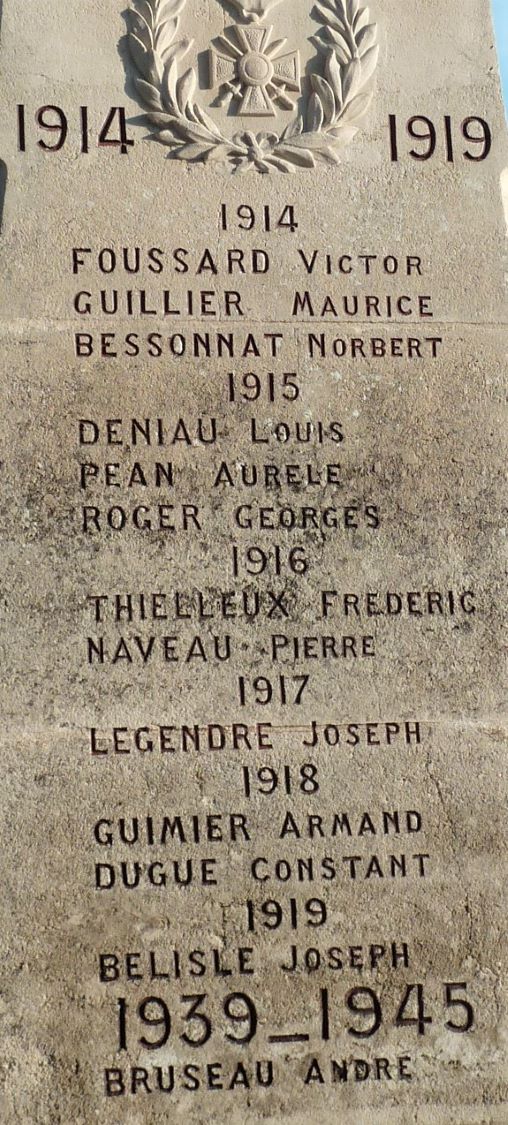 1914 1919
1914
FOUSSARD VICTOR
GUILLIER MAURICE
BESSONNAT NORBERT
1915
DENIAU LOUIS
PEAN AURELE
ROGER GEORGES
1916
THIELLEUX FREDERIC
NAVEAU PIERRE
1917
LEGENDRE JOSEPH
1918
GUIMIER ARMAND
DUGUE CONSTANT
1919
BELISLE JOSEPH
1939_1945
BRUSEAU ANDRE